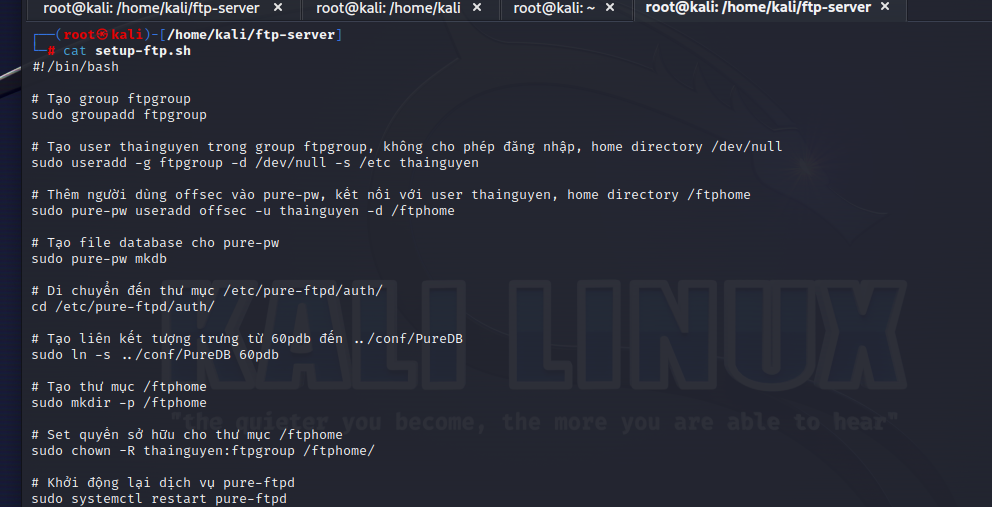 root@kali: /home/kali/ftp-server × root@kali: /home/kali × root@kali: ~ × root@kali: /home/kali/ftp-server ×
┌──(root㉿kali)-[/home/kali/ftp-server]
└─# cat setup-ftp.sh
#!/bin/bash
# Tạo group ftpgroup
sudo groupadd ftpgroup
# Tạo user thainguyen trong group ftpgroup, không cho phép đăng nhập, home directory /dev/null
sudo useradd -g ftpgroup -d /dev/null -s /etc thainguyen
# Thêm người dùng offsec vào pure-pw, kết nối với user thainguyen, home directory /ftphome
sudo pure-pw useradd offsec -u thainguyen -d /ftphome
# Tạo file database cho pure-pw
sudo pure-pw mkdb
# Di chuyển đến thư mục /etc/pure-ftpd/auth/
cd /etc/pure-ftpd/auth/
# Tạo liên kết tượng trưng từ 60pdb đến ../conf/PureDB
sudo ln -s ../conf/PureDB 60pdb
# Tạo thư mục /ftphome
sudo mkdir -p /ftphome
# Set quyền sở hữu cho thư mục /ftphome
sudo chown -R thainguyen:ftpgroup /ftphome/
# Khởi động lại dịch vụ pure-ftpd
sudo systemctl restart pure-ftpd
KALI LINUX
"the quieter you become, the more you are able to hear"